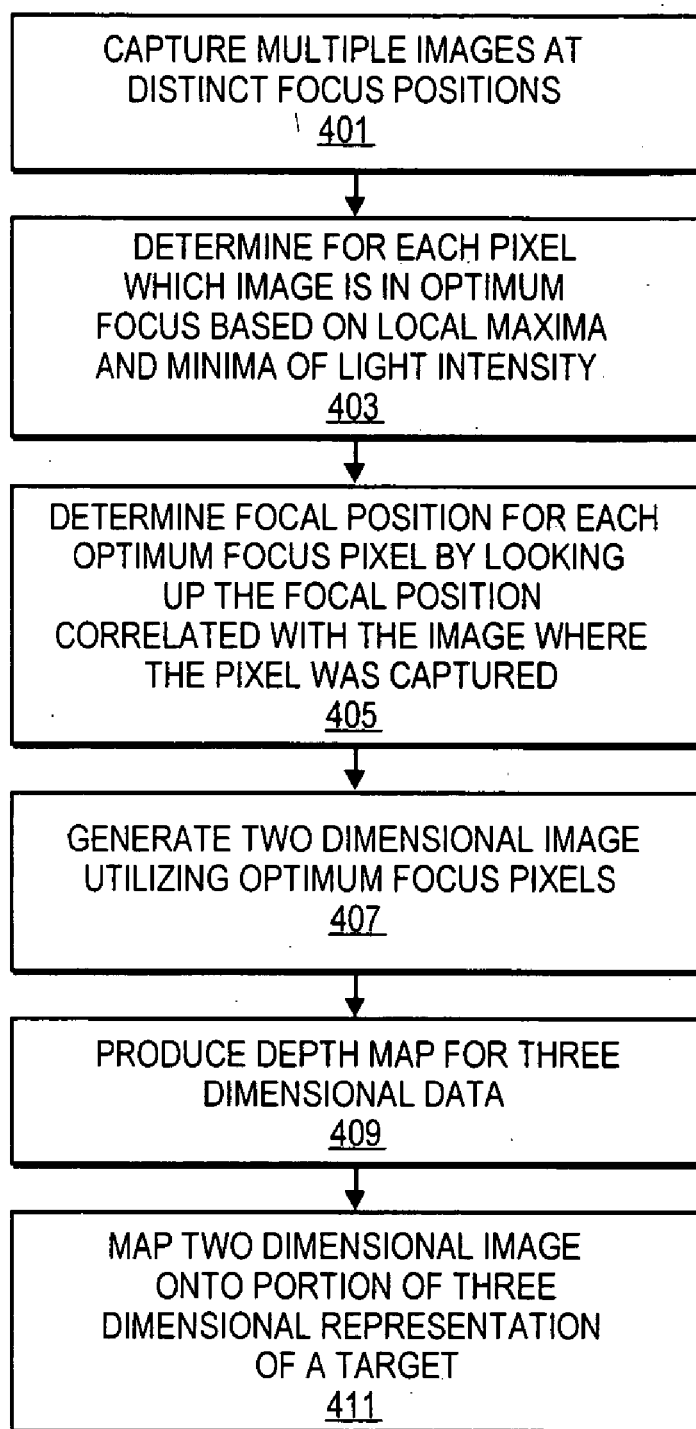 CAPTURE MULTIPLE IMAGES AT
DISTINCT FOCUS POSITIONS
401
DETERMINE FOR EACH PIXEL
WHICH IMAGE IS IN OPTIMUM
FOCUS BASED ON LOCAL MAXIMA
AND MINIMA OF LIGHT INTENSITY
403
DETERMINE FOCAL POSITION FOR EACH
OPTIMUM FOCUS PIXEL BY LOOKING
UP THE FOCAL POSITION
CORRELATED WITH THE IMAGE WHERE
THE PIXEL WAS CAPTURED
405
GENERATE TWO DIMENSIONAL IMAGE
UTILIZING OPTIMUM FOCUS PIXELS
407
PRODUCE DEPTH MAP FOR THREE
DIMENSIONAL DATA
409
MAP TWO DIMENSIONAL IMAGE
ONTO PORTION OF THREE
DIMENSIONAL REPRESENTATION
OF A TARGET
411